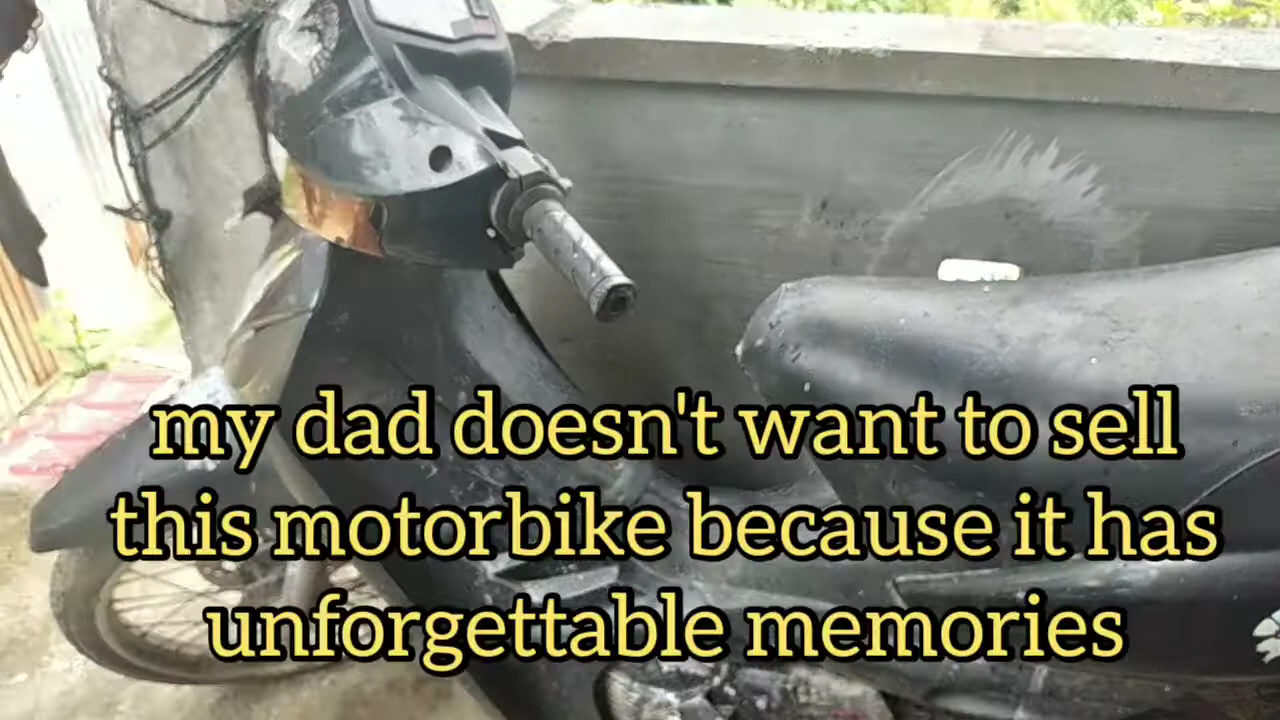 my dad doesn't want to sell
this motorbike because it has
unforgettable memories